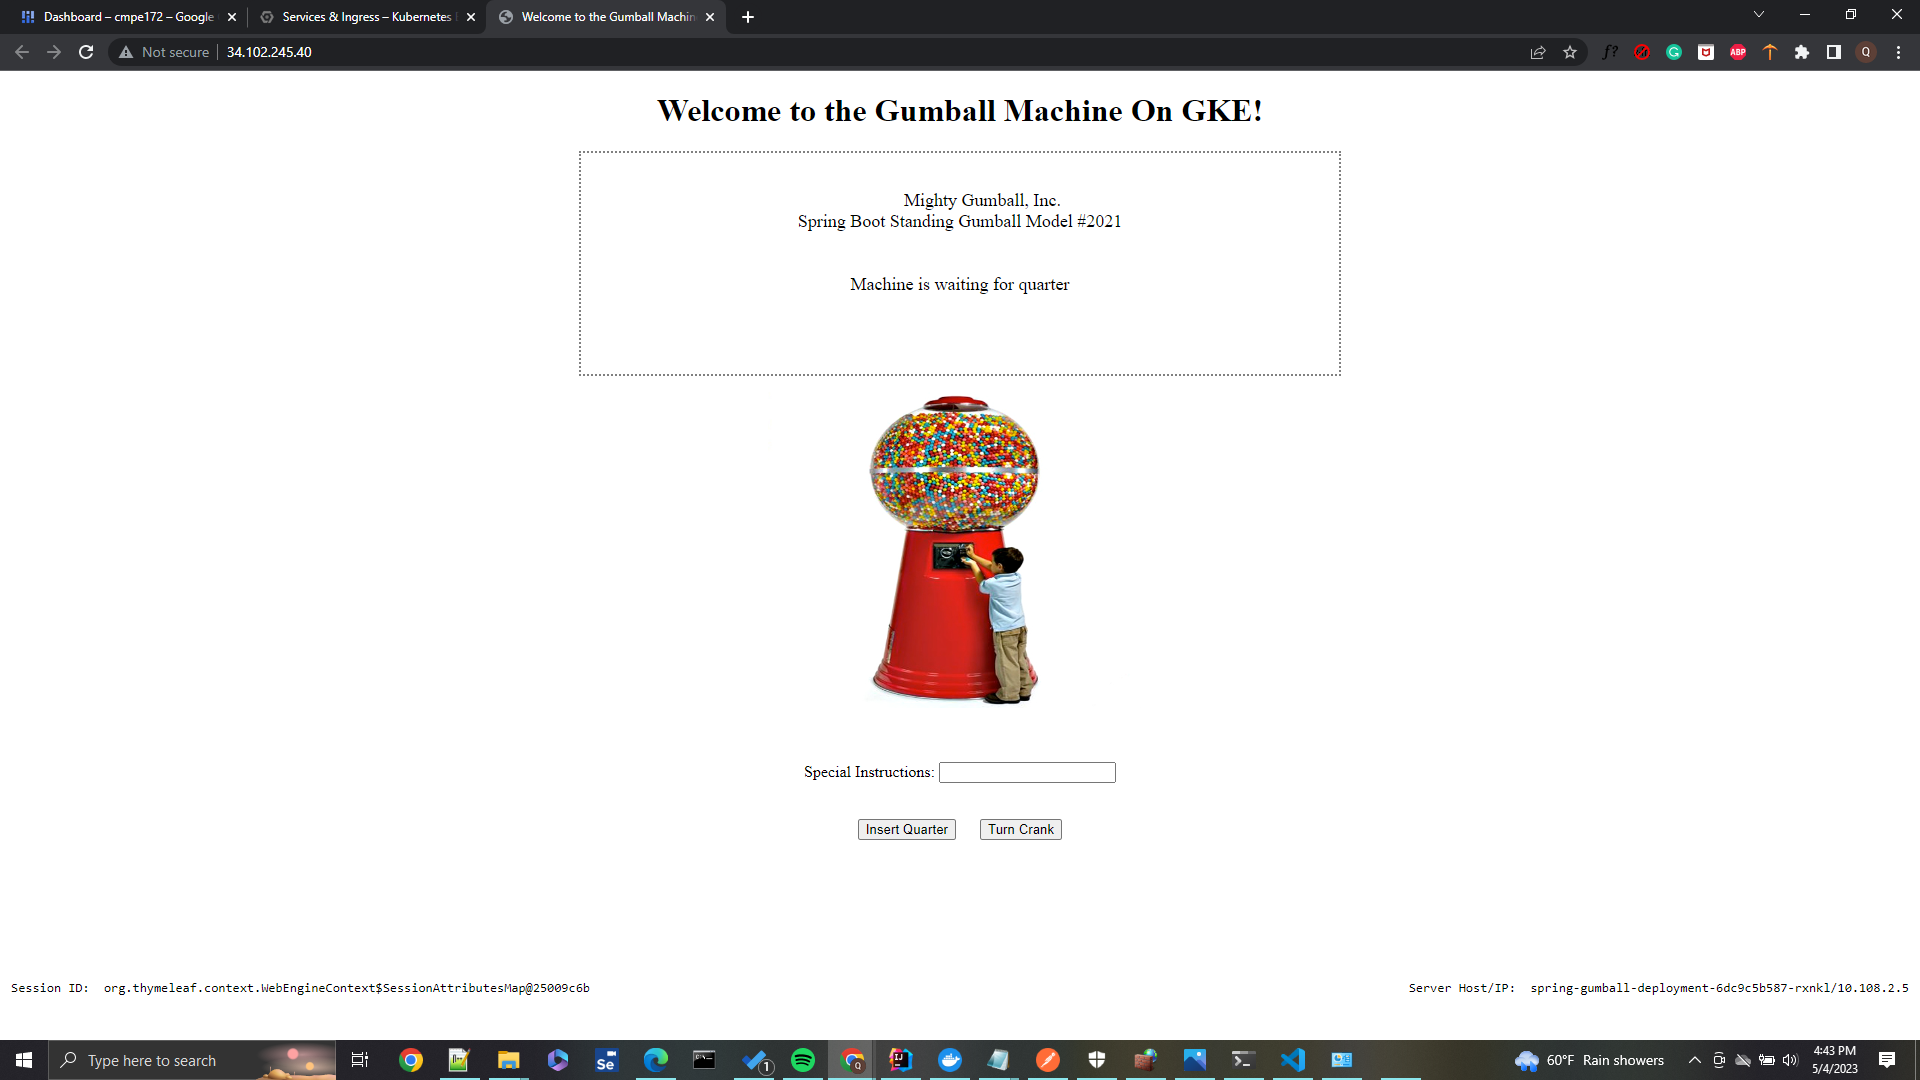 Dashboard – cmpe172 – Google
Services & Ingress – Kubernetes
Welcome to the Gumball Machin
Not secure
34.102.245.40
f?
ABP
Q
Welcome to the Gumball Machine On GKE!
Mighty Gumball, Inc.
Spring Boot Standing Gumball Model #2021
Machine is waiting for quarter
Special Instructions:
Insert Quarter
Turn Crank
Session ID: org.thymeleaf.context.WebEngineContext$SessionAttributesMap@25009c6b
Server Host/IP: spring-gumball-deployment-6dc9c5b587-rxnkl/10.108.2.5
Type here to search
Se
1
Q
IJ
60°F Rain showers
4:43 PM
5/4/2023